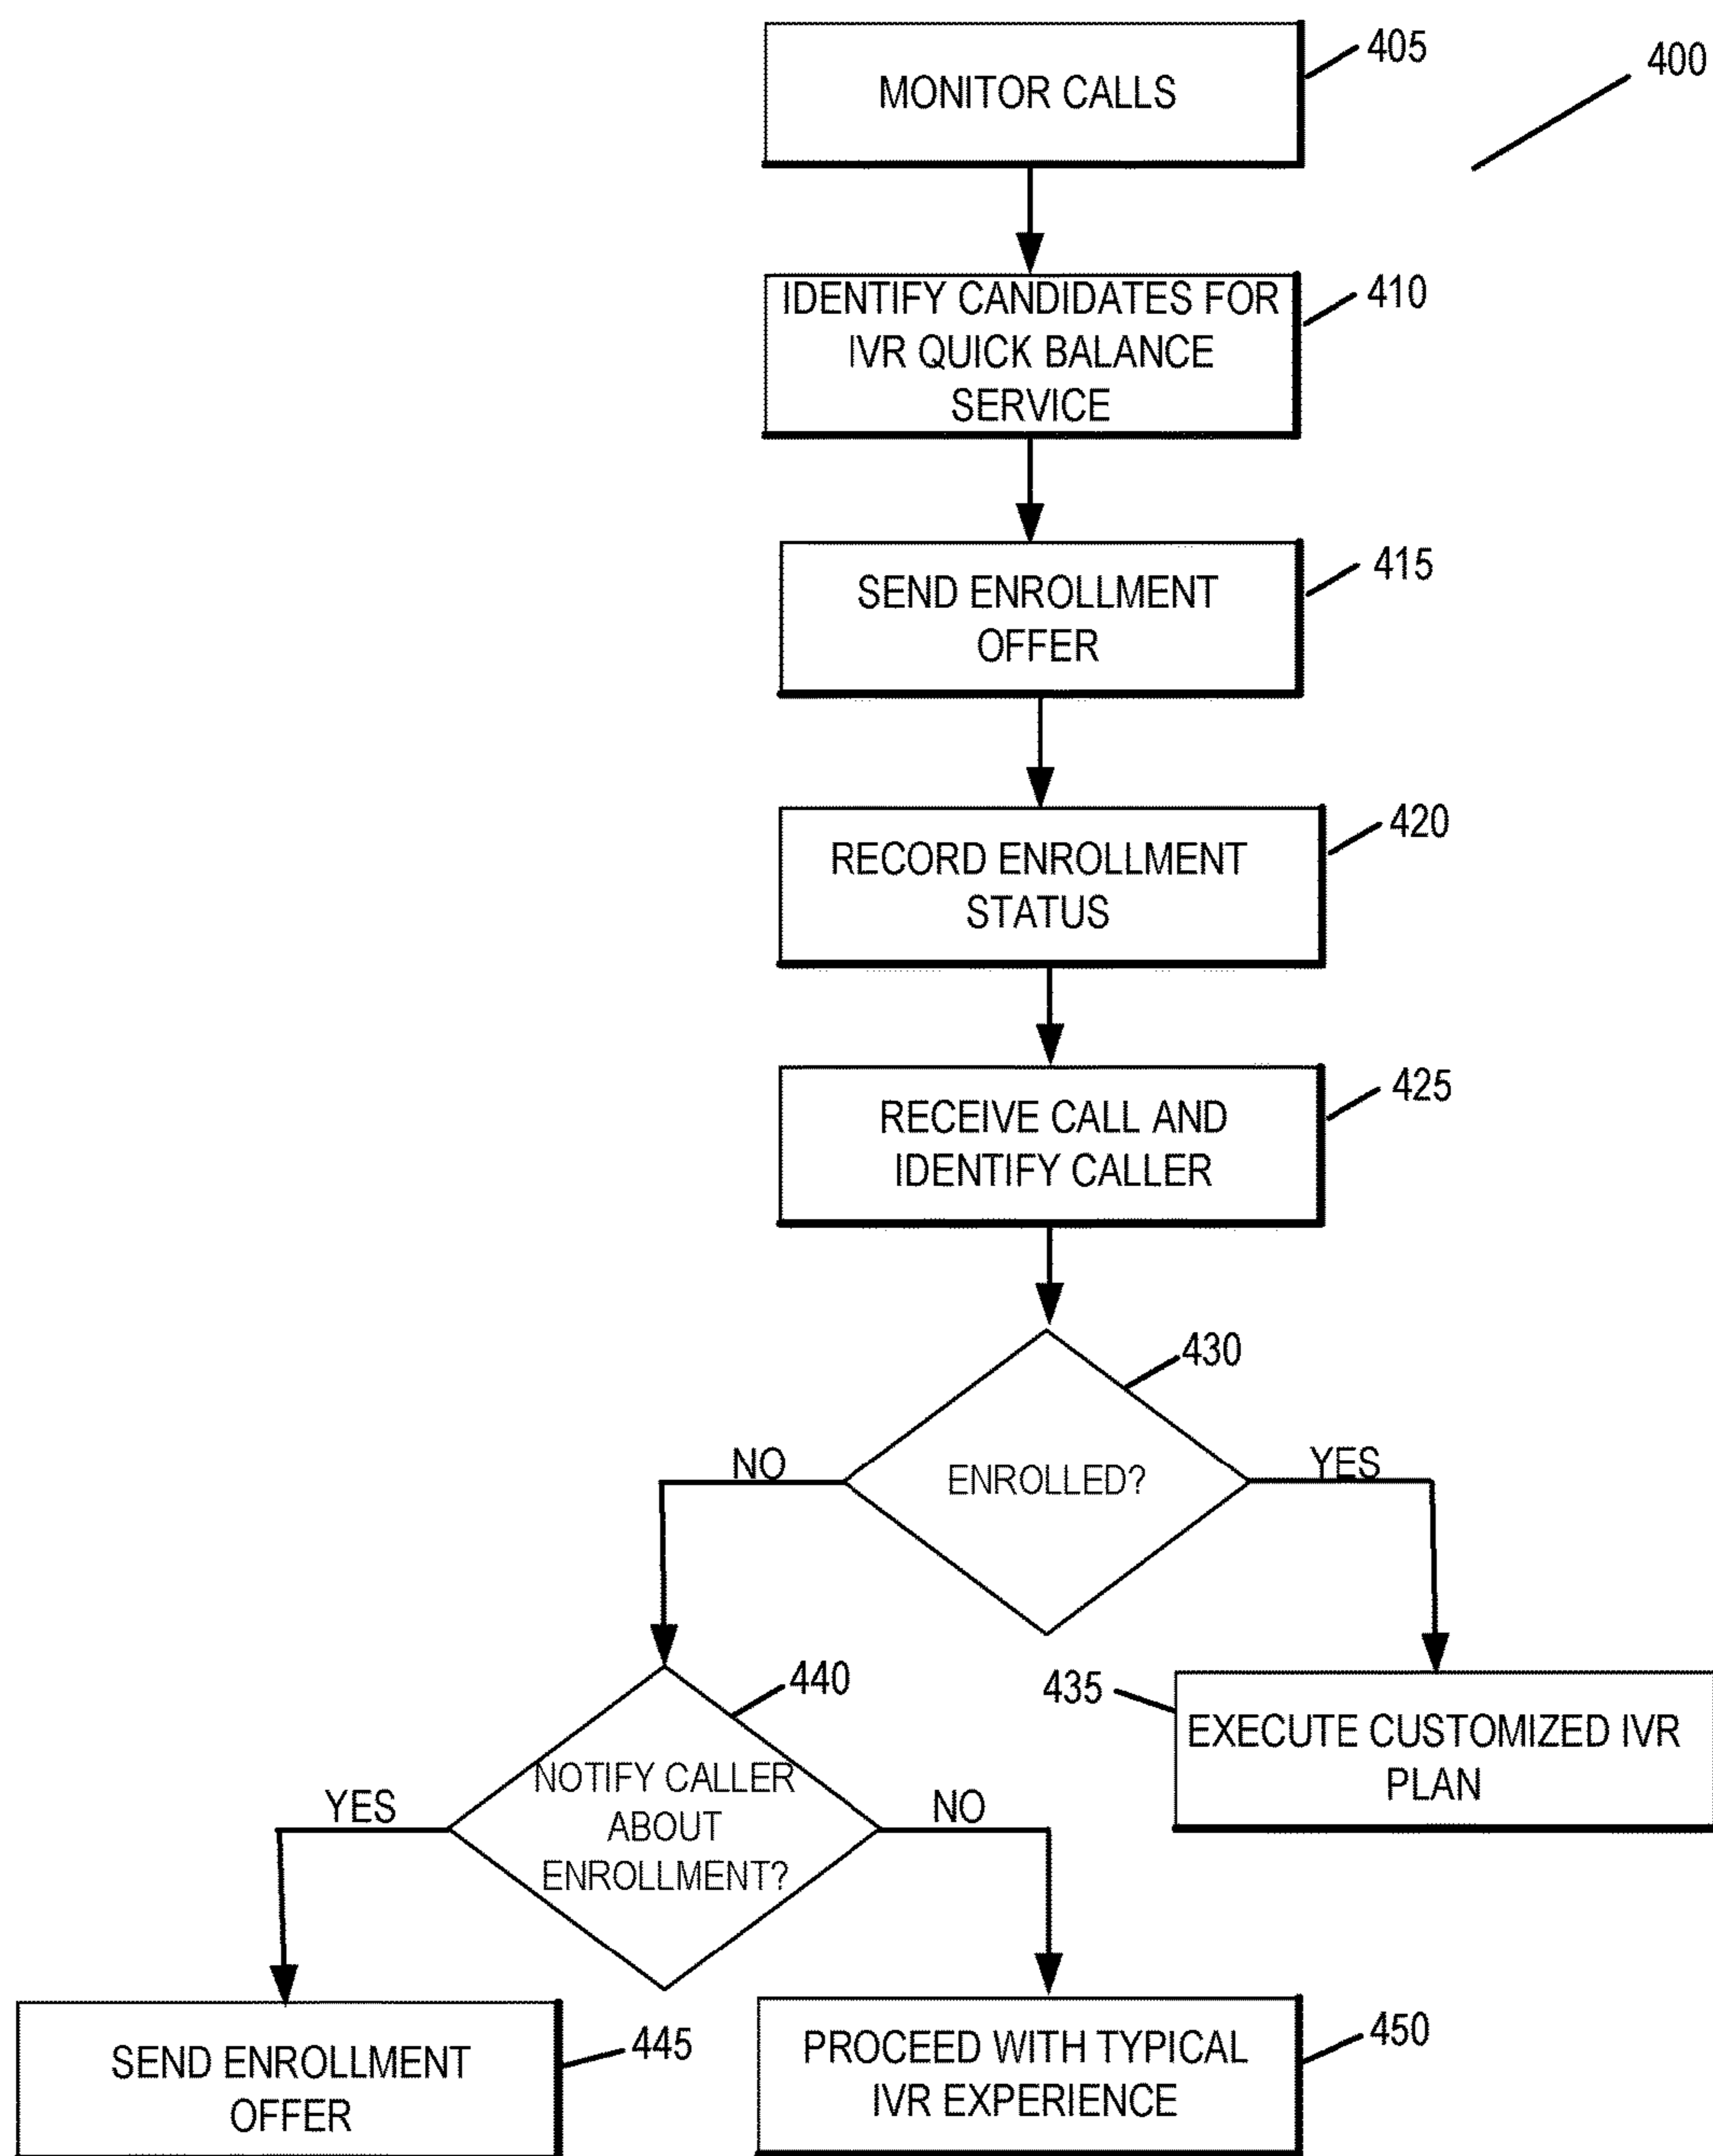 MONITOR CALLS
405
400
IDENTIFY CANDIDATES FOR
IVR QUICK BALANCE
SERVICE
410
SEND ENROLLMENT
OFFER
415
RECORD ENROLLMENT
STATUS
420
RECEIVE CALL AND
IDENTIFY CALLER
425
430
NO
ENROLLED?
YES
440
435
NOTIFY CALLER
ABOUT
ENROLLMENT?
YES
NO
EXECUTE CUSTOMIZED IVR
PLAN
SEND ENROLLMENT
OFFER
445
PROCEED WITH TYPICAL
IVR EXPERIENCE
450